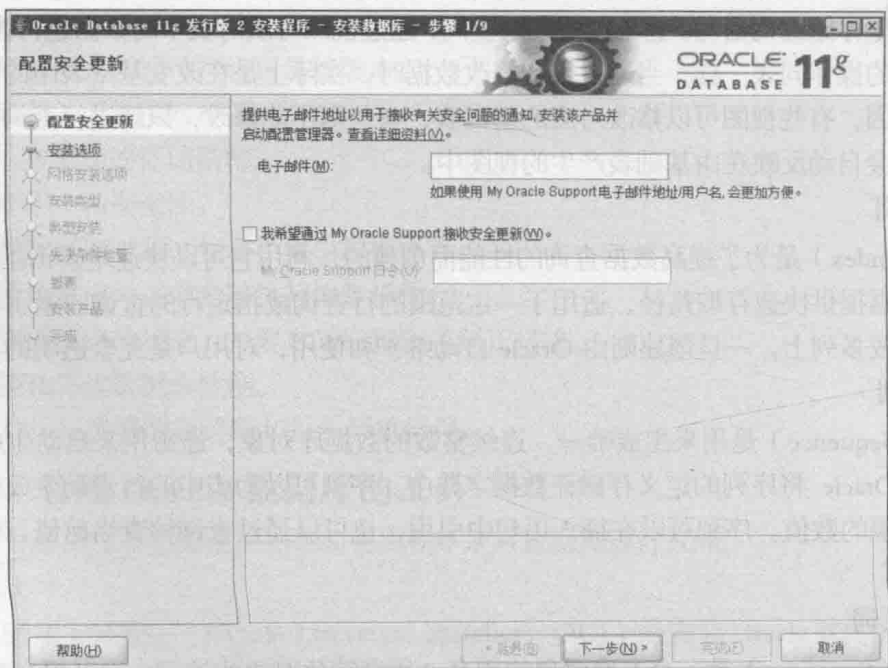 Oracle Database 11g 发行版 2 安装程序 - 安装数据库 - 步骤 1/9
配置安全更新
ORACLE 11g
DATABASE
配置安全更新
安装选项
网格安装选项
安装类型
典型安装
先决条件检查
概要
安装产品
完成
提供电子邮件地址以用于接收有关安全问题的通知, 安装该产品并
启动配置管理器。查看详细资料(V)。
电子邮件(M):
如果使用 My Oracle Support 电子邮件地址/用户名, 会更加方便。
我希望通过 My Oracle Support 接收安全更新(W)。
My Oracle Support 口令(O):
帮助(H)
< 后退(B)
下一步(N) >
完成(F)
取消